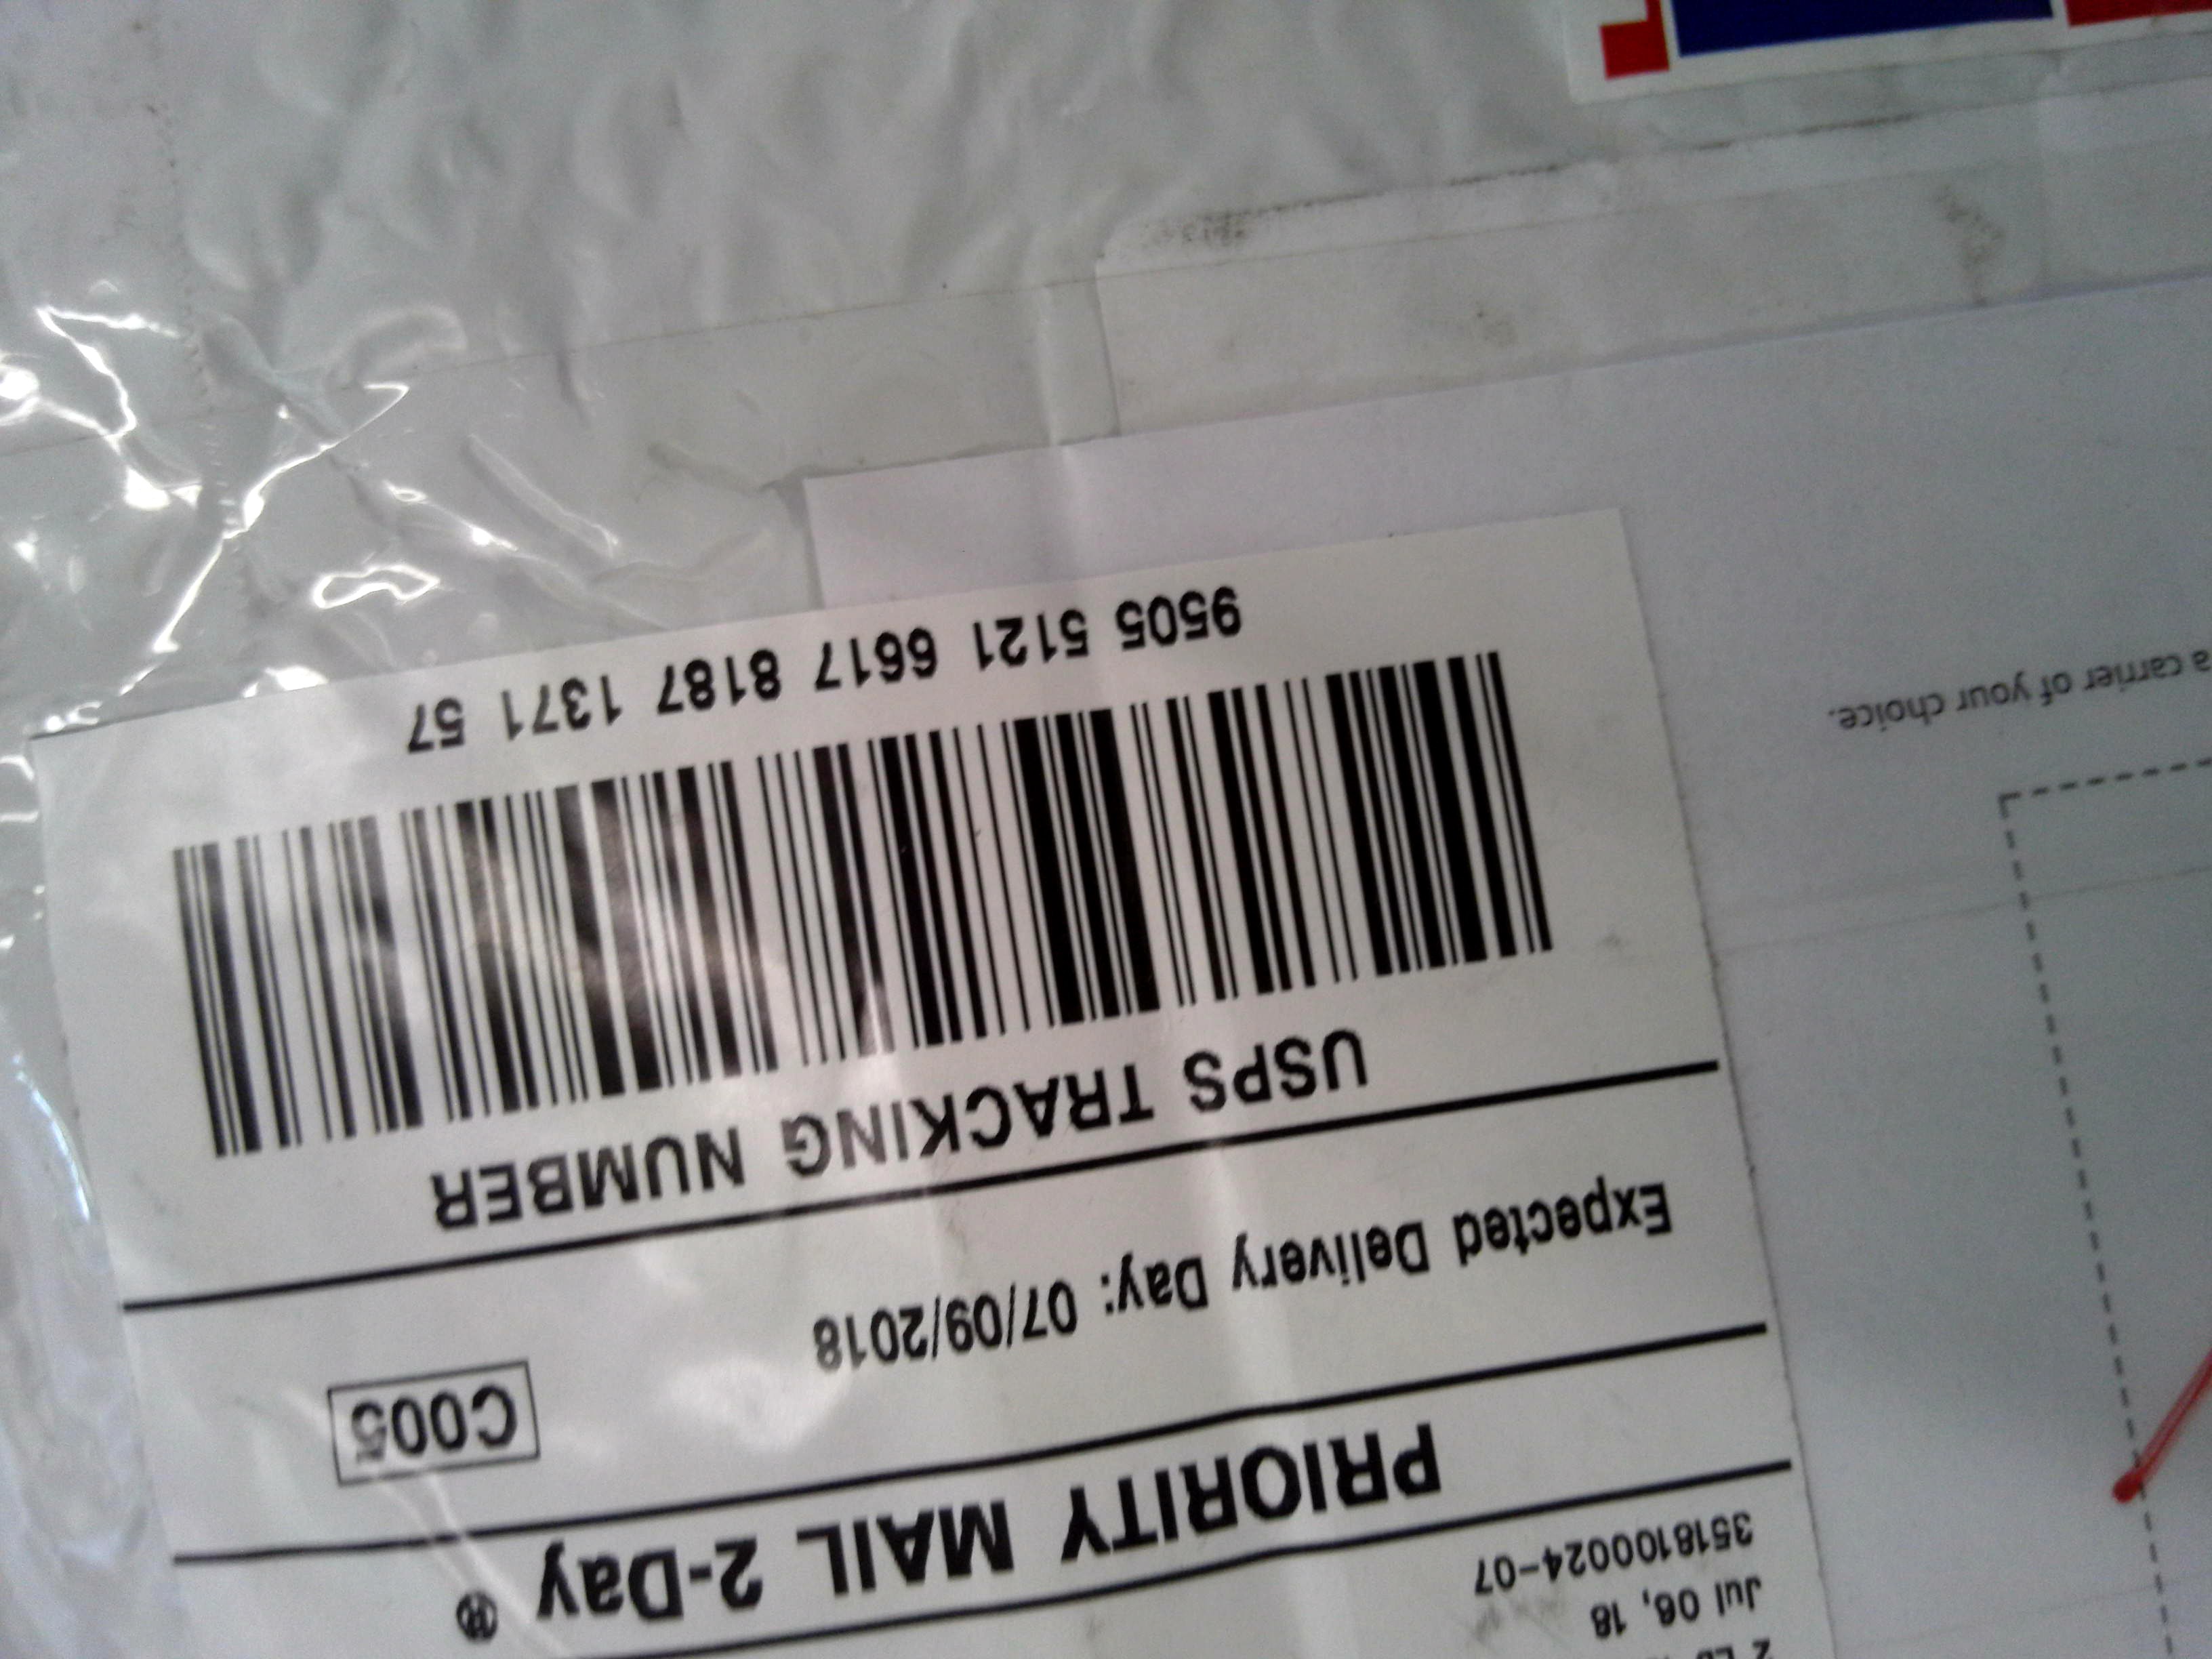 Jul 06, 18
3518100024-07
PRIORITY MAIL 2-Day ®
Expected Delivery Day: 07/09/2018
C005
USPS TRACKING NUMBER
9505 5121 6617 8187 1371 57
a carrier of your choice.